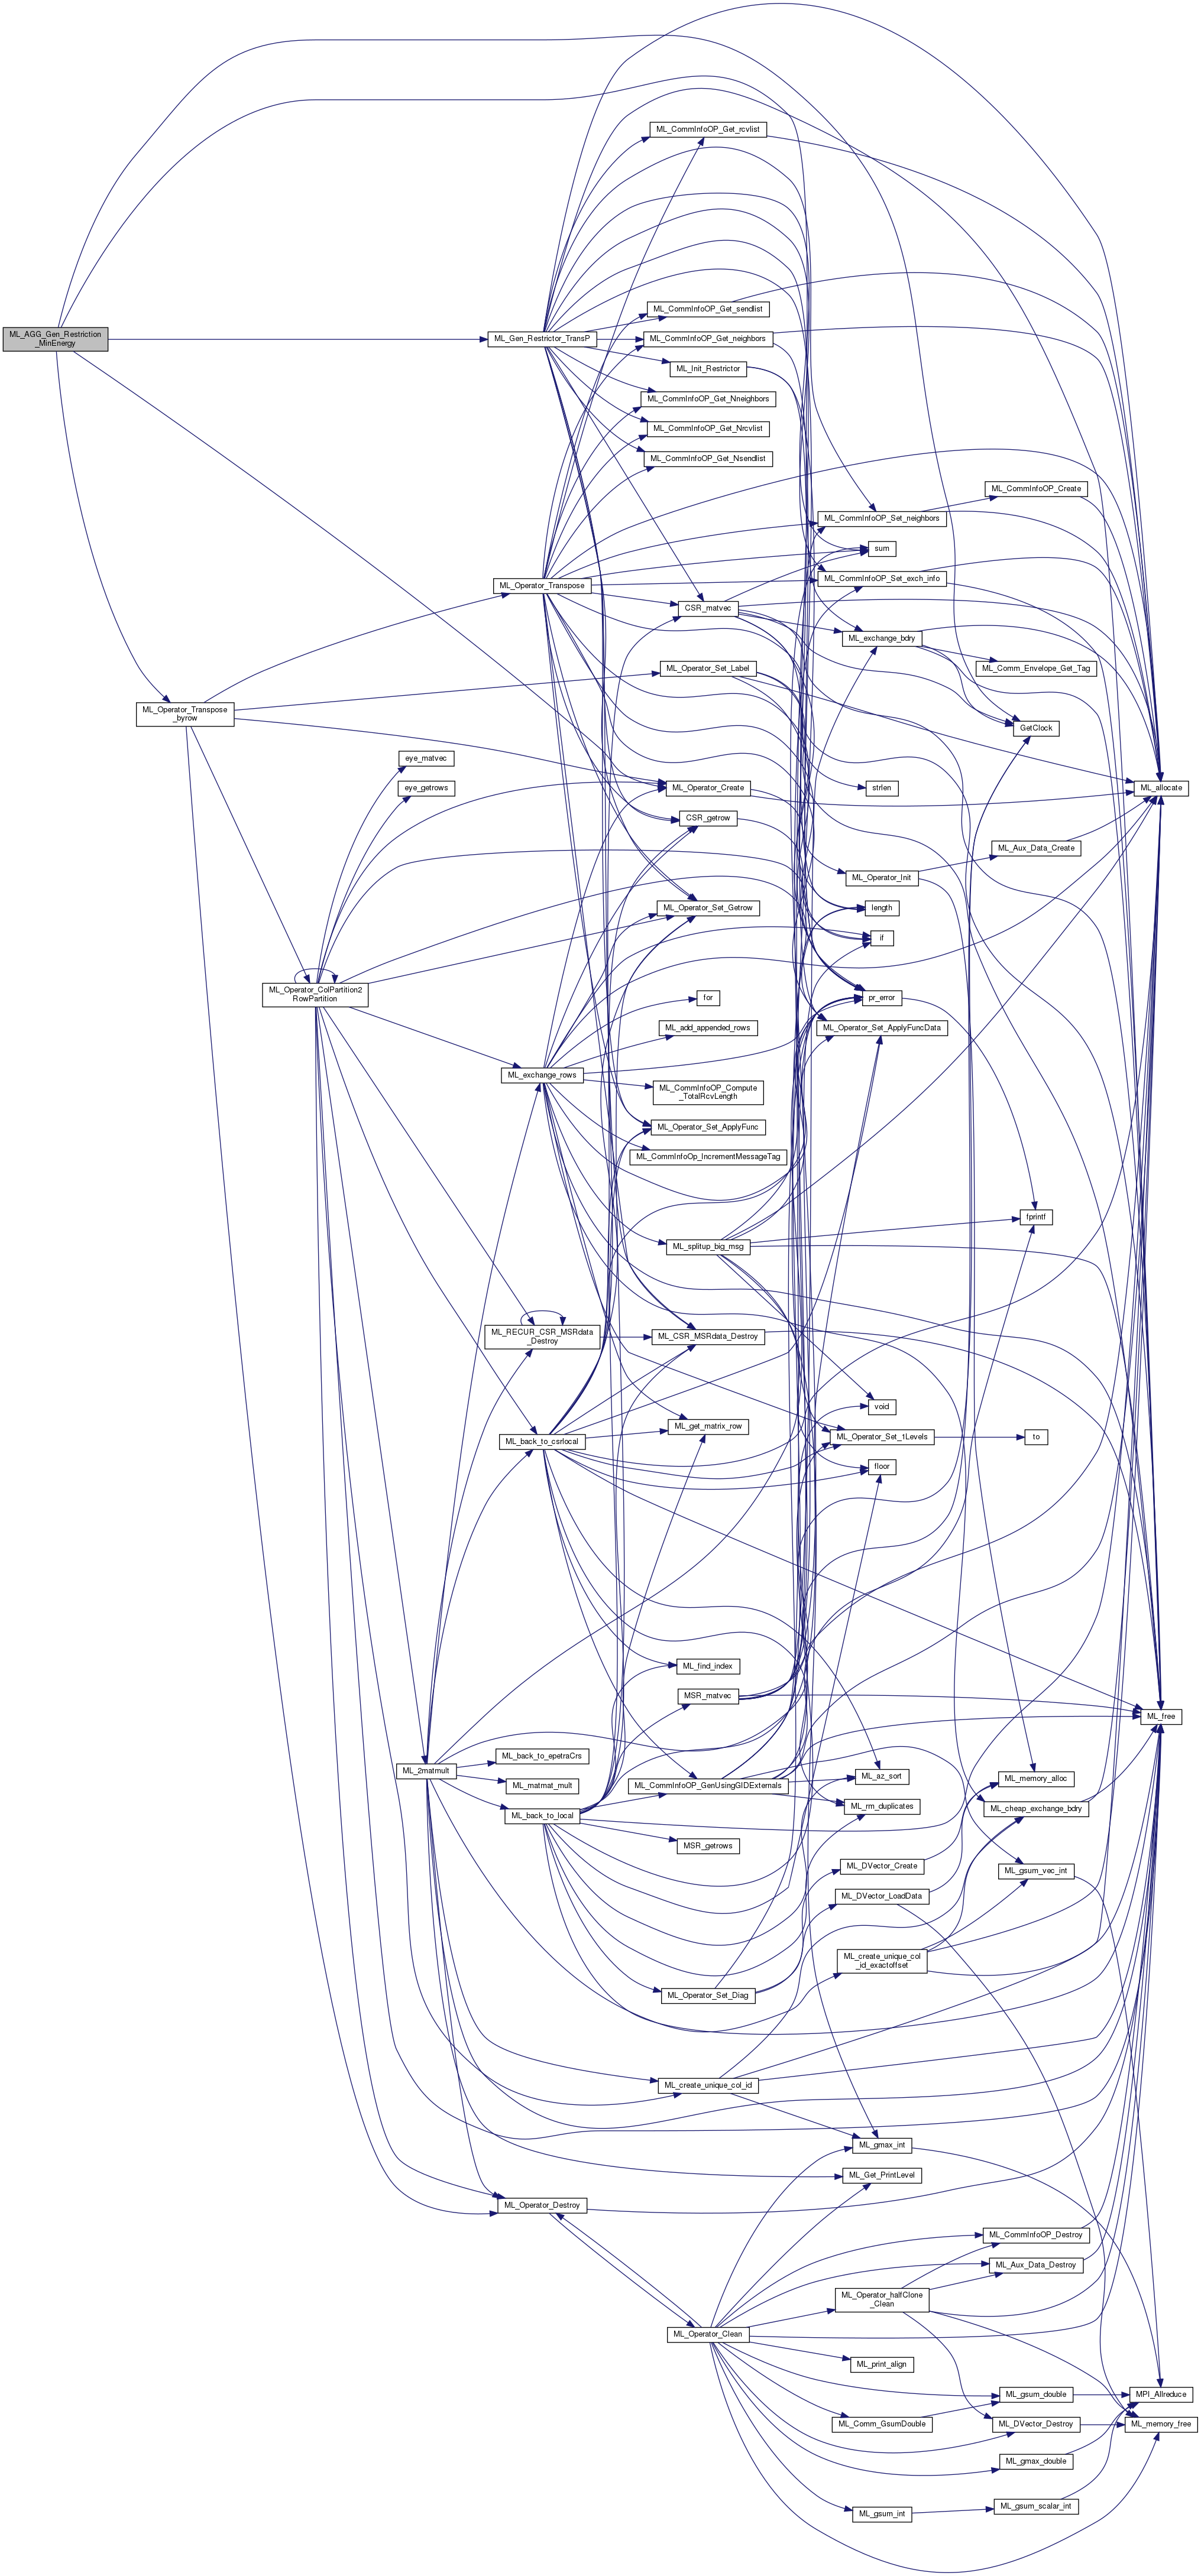 ML_AGG_Gen_Restriction
_MinEnergy
ML_Operator_Transpose
_byrow
ML_Operator_ColPartition2
RowPartition
eye_matvec
eye_getrows
ML_2matmult
ML_Gen_Restrictor_TransP
ML_Operator_Transpose
ML_exchange_rows
ML_RECUR_CSR_MSRdata
_Destroy
ML_back_to_csrlocal
ML_back_to_epetraCrs
ML_matmat_mult
ML_back_to_local
ML_Operator_Destroy
ML_CommInfoOP_Get_rcvlist
ML_CommInfoOP_Get_sendlist
ML_CommInfoOP_Get_neighbors
ML_Init_Restrictor
ML_CommInfoOP_Get_Nneighbors
ML_CommInfoOP_Get_Nrcvlist
ML_CommInfoOP_Get_Nsendlist
CSR_matvec
ML_Operator_Set_Label
ML_Operator_Create
CSR_getrow
ML_Operator_Set_Getrow
for
ML_add_appended_rows
ML_CommInfoOP_Compute
_TotalRcvLength
ML_Operator_Set_ApplyFunc
ML_CommInfoOp_IncrementMessageTag
ML_splitup_big_msg
ML_CSR_MSRdata_Destroy
ML_get_matrix_row
ML_find_index
MSR_matvec
ML_CommInfoOP_GenUsingGIDExternals
MSR_getrows
ML_Operator_Set_Diag
ML_create_unique_col_id
ML_Operator_Clean
ML_CommInfoOP_Set_neighbors
sum
ML_CommInfoOP_Set_exch_info
ML_exchange_bdry
strlen
ML_Operator_Init
length
if
pr_error
ML_Operator_Set_ApplyFuncData
void
ML_Operator_Set_1Levels
floor
ML_az_sort
ML_rm_duplicates
ML_DVector_Create
ML_DVector_LoadData
ML_create_unique_col
_id_exactoffset
ML_gmax_int
ML_Get_PrintLevel
ML_Operator_halfClone
_Clean
ML_print_align
ML_Comm_GsumDouble
ML_gsum_int
ML_CommInfoOP_Create
ML_Comm_Envelope_Get_Tag
GetClock
ML_Aux_Data_Create
fprintf
to
ML_memory_alloc
ML_cheap_exchange_bdry
ML_gsum_vec_int
ML_CommInfoOP_Destroy
ML_Aux_Data_Destroy
ML_gsum_double
ML_DVector_Destroy
ML_gmax_double
ML_gsum_scalar_int
ML_allocate
ML_free
MPI_Allreduce
ML_memory_free